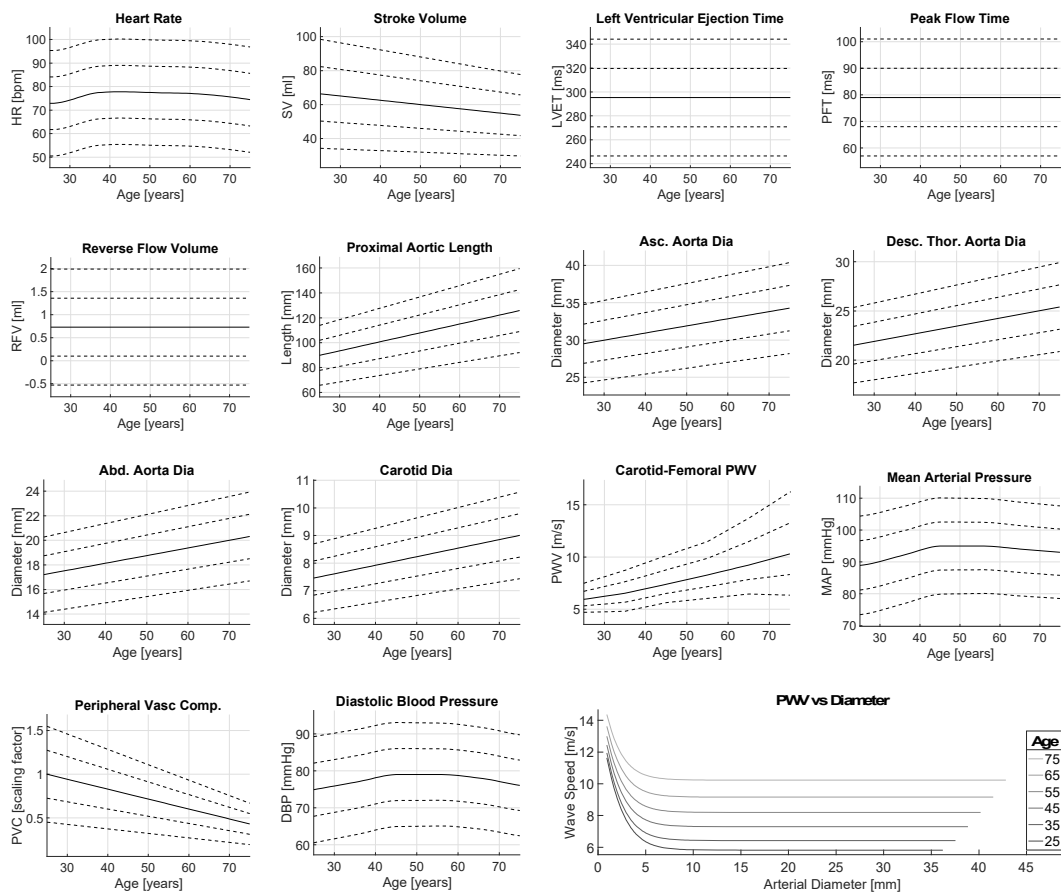 Heart Rate
HR [bpm]
100
90
80
70
60
50
30 40 50 60 70
Age [years]
Stroke Volume
SV [ml]
100
80
60
40
30 40 50 60 70
Age [years]
Left Ventricular Ejection Time
LVET [ms]
340
320
300
280
260
240
30 40 50 60 70
Age [years]
Peak Flow Time
PFT [ms]
100
90
80
70
60
30 40 50 60 70
Age [years]
Reverse Flow Volume
RFV [ml]
2
1.5
1
0.5
0
-0.5
30 40 50 60 70
Age [years]
Proximal Aortic Length
Length [mm]
160
140
120
100
80
60
30 40 50 60 70
Age [years]
Asc. Aorta Dia
Diameter [mm]
40
35
30
25
30 40 50 60 70
Age [years]
Desc. Thor. Aorta Dia
Diameter [mm]
30
25
20
30 40 50 60 70
Age [years]
Abd. Aorta Dia
Diameter [mm]
24
22
20
18
16
14
30 40 50 60 70
Age [years]
Carotid Dia
Diameter [mm]
11
10
9
8
7
6
30 40 50 60 70
Age [years]
Carotid-Femoral PWV
PWV [m/s]
15
10
5
30 40 50 60 70
Age [years]
Mean Arterial Pressure
MAP [mmHg]
110
100
90
80
70
30 40 50 60 70
Age [years]
Peripheral Vasc Comp.
PVC [scaling factor]
1.5
1
0.5
30 40 50 60 70
Age [years]
Diastolic Blood Pressure
DBP [mmHg]
90
80
70
60
30 40 50 60 70
Age [years]
PWV vs Diameter
Wave Speed [m/s]
14
12
10
8
6
0 5 10 15 20 25 30 35 40 45
Arterial Diameter [mm]
Age
75
65
55
45
35
25